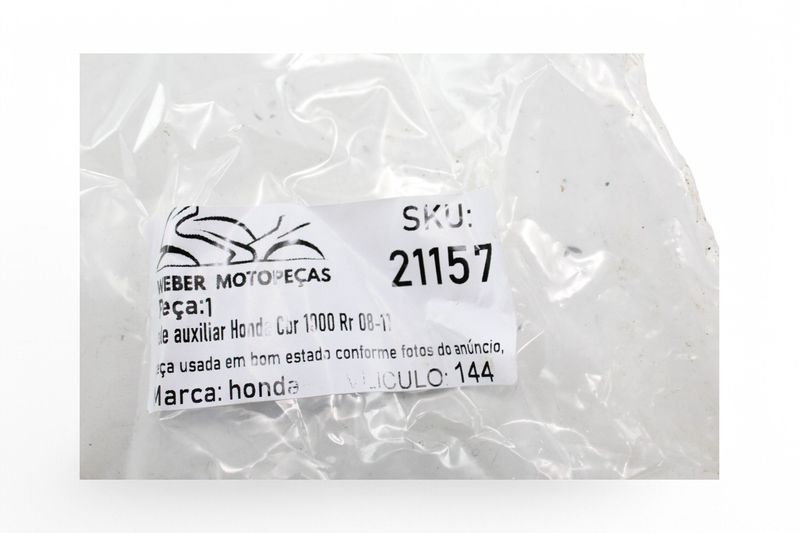 WEBER MOTOPEÇAS
SKU:
21157
Peça:1
auxiliar Honda Cbr 1000 Rr 08-11
eça usada em bom estado conforme fotos do anúncio,
Marca: honda
VEICULO: 144